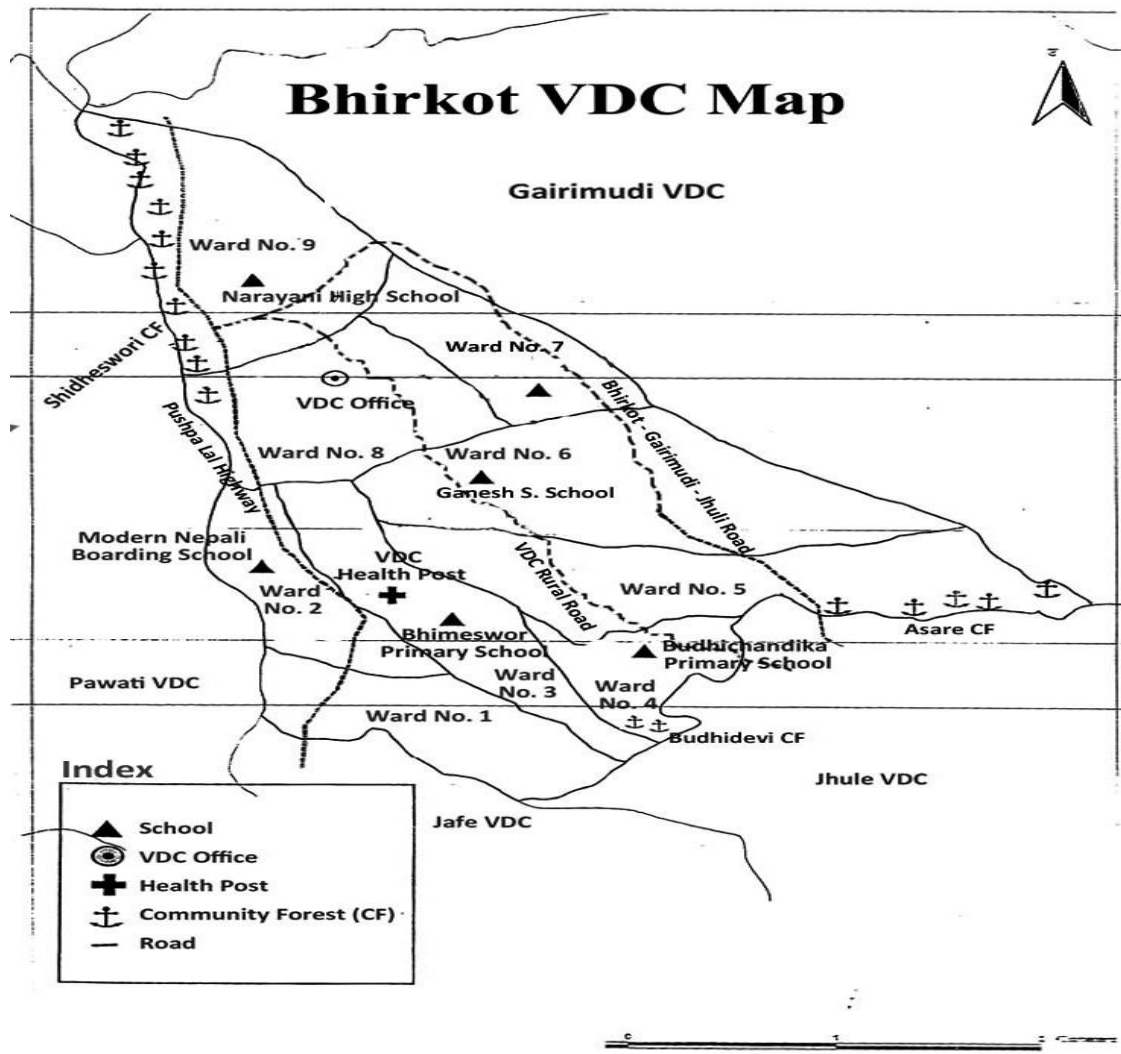 Bhirkot VDC Map
Gairimudi VDC
Ward No. 9
Narayani High School
Shidheswori CF
Ward No. 7
VDC Office
Bhirkot - Gairimudi - Jhuli Road
Pushpa Lal Highway
Ward No. 8
Ward No. 6
Ganesh S. School
Modern Nepali
Boarding School
VDC
Health Post
VDC Rural Road
Ward
No. 2
Ward No. 5
Bhimeswor
Primary School
Asare CF
Budhichandika
Primary School
Pawati VDC
Ward
No. 3
Ward
No. 4
Ward No. 1
Budhidevi CF
Jhule VDC
Jafe VDC
Index
School
VDC Office
Health Post
Community Forest (CF)
Road
0
1